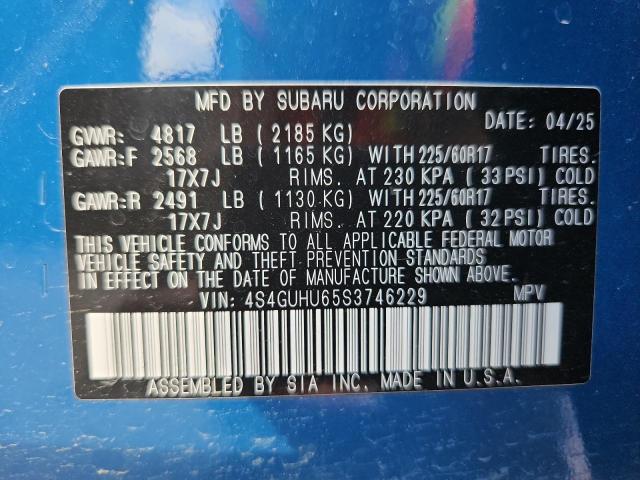 MFD BY SUBARU CORPORATION
DATE: 04/25
GVWR: 4817 LB ( 2185 KG)
GAWR:F 2568 LB ( 1165 KG) WITH 225/60R17 TIRES.
17X7J RIMS. AT 230 KPA ( 33 PSI) COLD
GAWR:R 2491 LB ( 1130 KG) WITH 225/60R17 TIRES.
17X7J RIMS. AT 220 KPA ( 32 PSI) COLD
THIS VEHICLE CONFORMS TO ALL APPLICABLE FEDERAL MOTOR
VEHICLE SAFETY AND THEFT PREVENTION STANDARDS
IN EFFECT ON THE DATE OF MANUFACTURE SHOWN ABOVE.
VIN: 4S4GUHU65S3746229 MPV
ASSEMBLED BY SIA INC, MADE IN U.S.A.